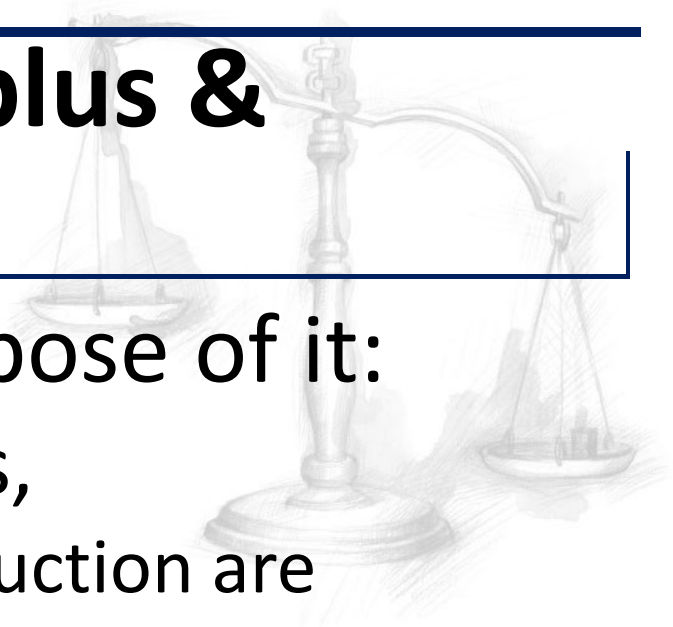 plus &
pose of it:
s,
uction are